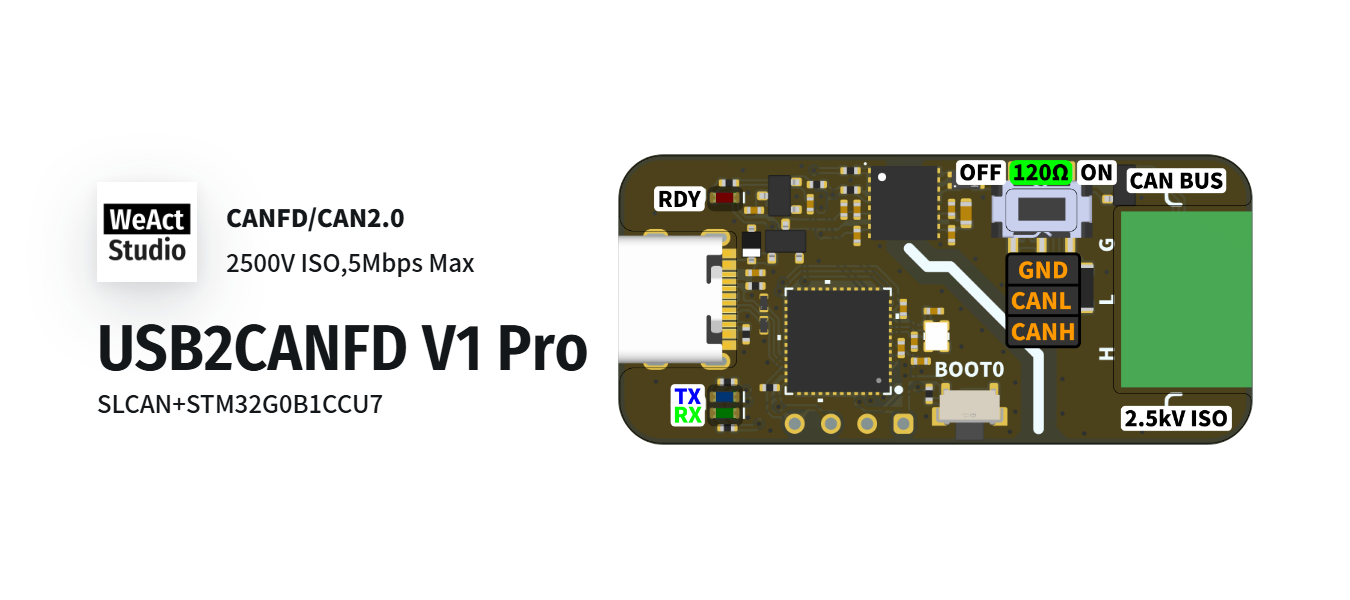 WeAct
Studio
CANFD/CAN2.0
2500V ISO,5Mbps Max
USB2CANFD V1 Pro
SLCAN+STM32G0B1CCU7
OFF 120Ω ON
CAN BUS
RDY
G
GND
CANL
L
CANH
H
BOOT0
TX
RX
2.5kV ISO